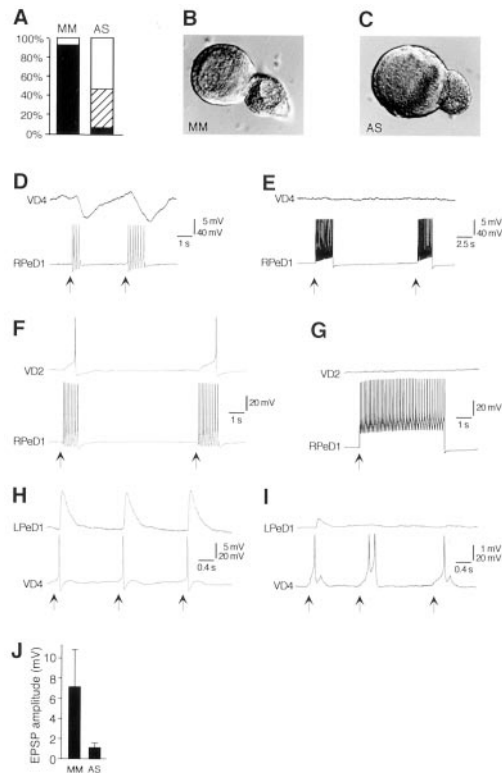 A
MM AS
100%
80%
60%
40%
20%
0%
B
MM
C
AS
D
VD4
5 mV
40 mV
1 s
RPeD1
E
VD4
5 mV
40 mV
2.5 s
RPeD1
F
VD2
20 mV
1 s
RPeD1
G
VD2
20 mV
1 s
RPeD1
H
LPeD1
5 mV
20 mV
0.4 s
VD4
I
LPeD1
1 mV
20 mV
0.4 s
VD4
J
EPSP amplitude (mV)
10
8
6
4
2
0
MM AS